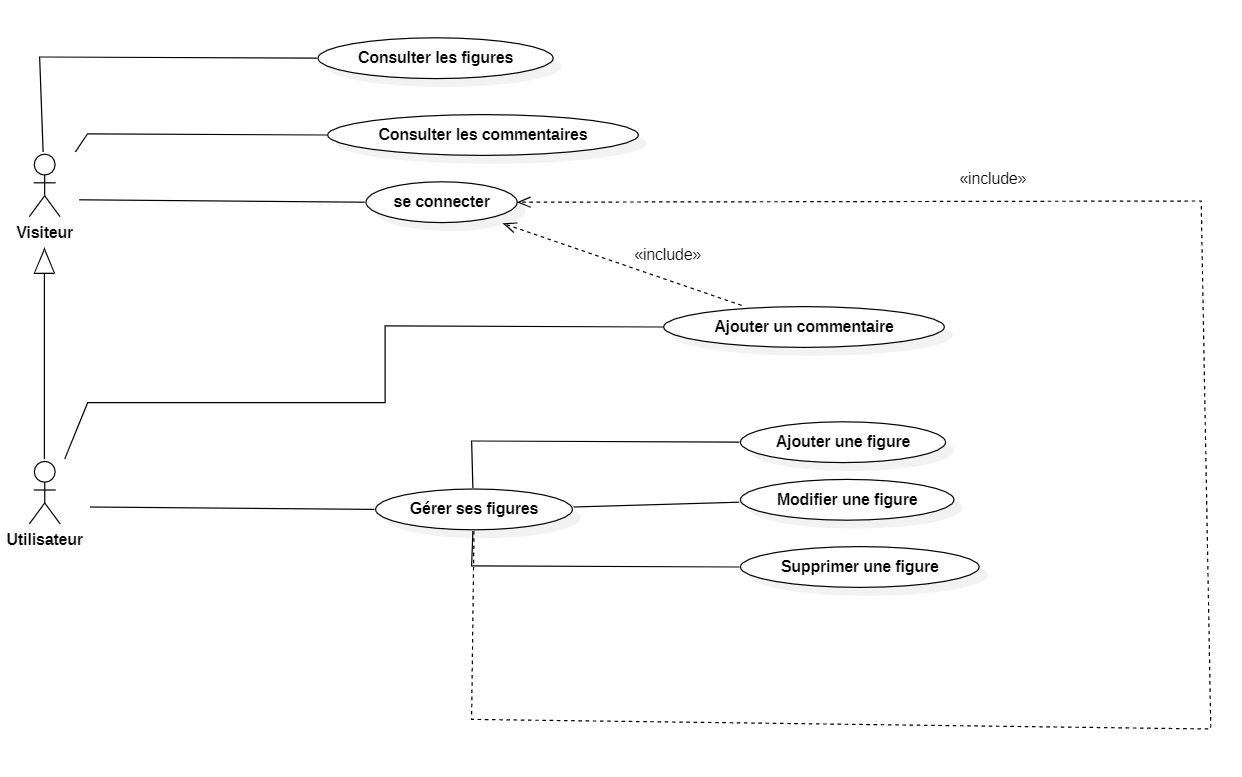 Consulter les figures
Consulter les commentaires
«include»
se connecter
Visiteur
«include»
Ajouter un commentaire
Ajouter une figure
Modifier une figure
Gérer ses figures
Utilisateur
Supprimer une figure